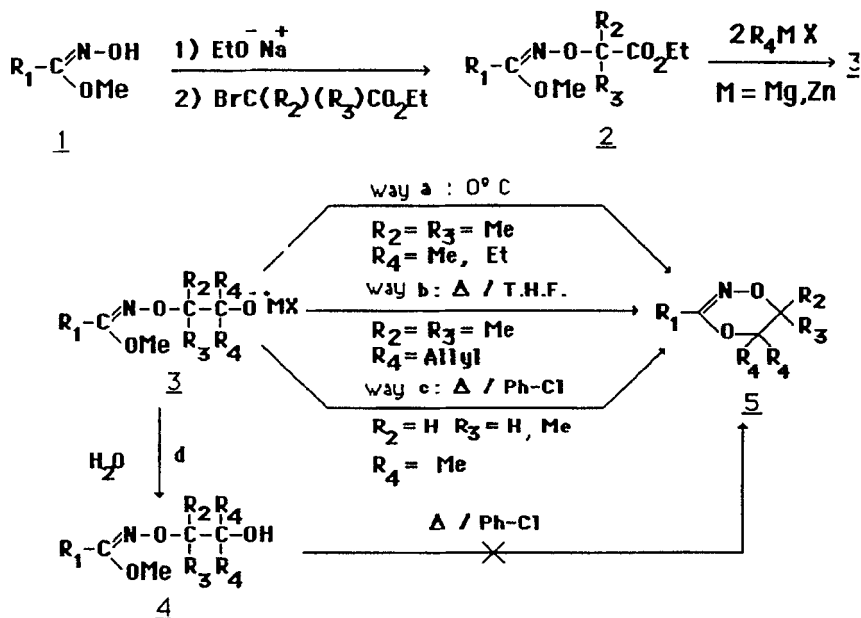 R1-C N-OH OMe
1) EtO⁻ Na⁺
2) BrC(R2)(R3)CO2Et
1
R1-C N-O-C-CO2Et OMe R2 R3
2
2R4MX
M = Mg,Zn
3
way a : 0° C
R2= R3= Me
R4= Me, Et
way b: Δ / T.H.F.
R2= R3= Me
R4= Allyl
way c: Δ / Ph-Cl
R2= H R3= H, Me
R4= Me
R1-C N-O-C-C-O⁻ ⁺MX OMe R2 R4 R3 R4
3
R1 N-O O R2 R3 R4 R4
5
H2O d
R1-C N-O-C-C-OH OMe R2 R4 R3 R4
4
Δ / Ph-Cl